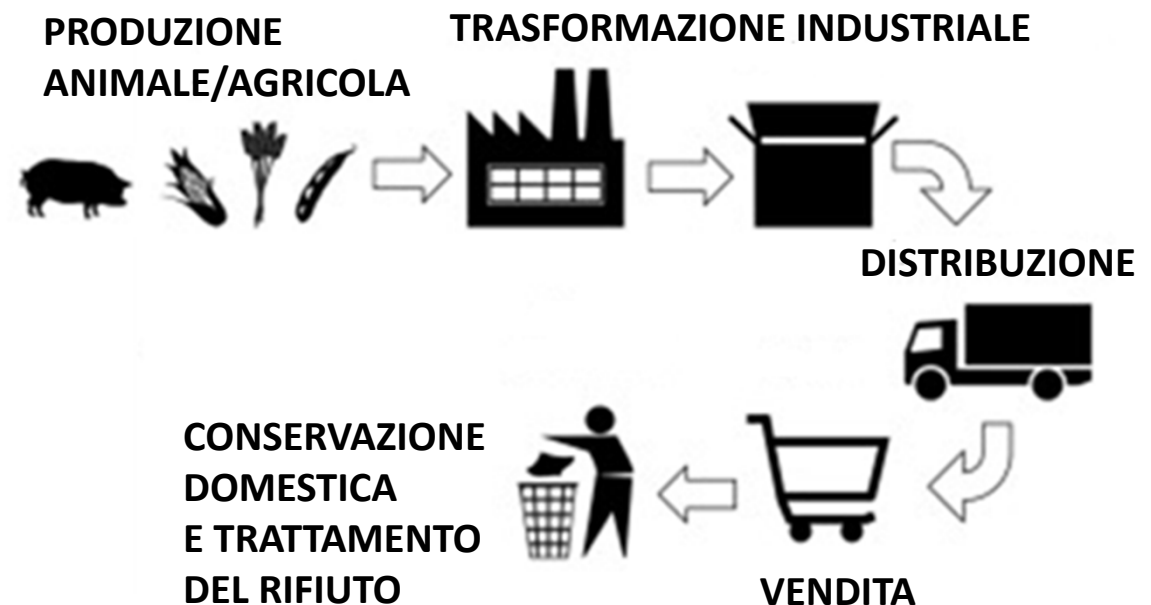 PRODUZIONE
ANIMALE/AGRICOLA
TRASFORMAZIONE INDUSTRIALE
DISTRIBUZIONE
VENDITA
CONSERVAZIONE
DOMESTICA
E TRATTAMENTO
DEL RIFIUTO